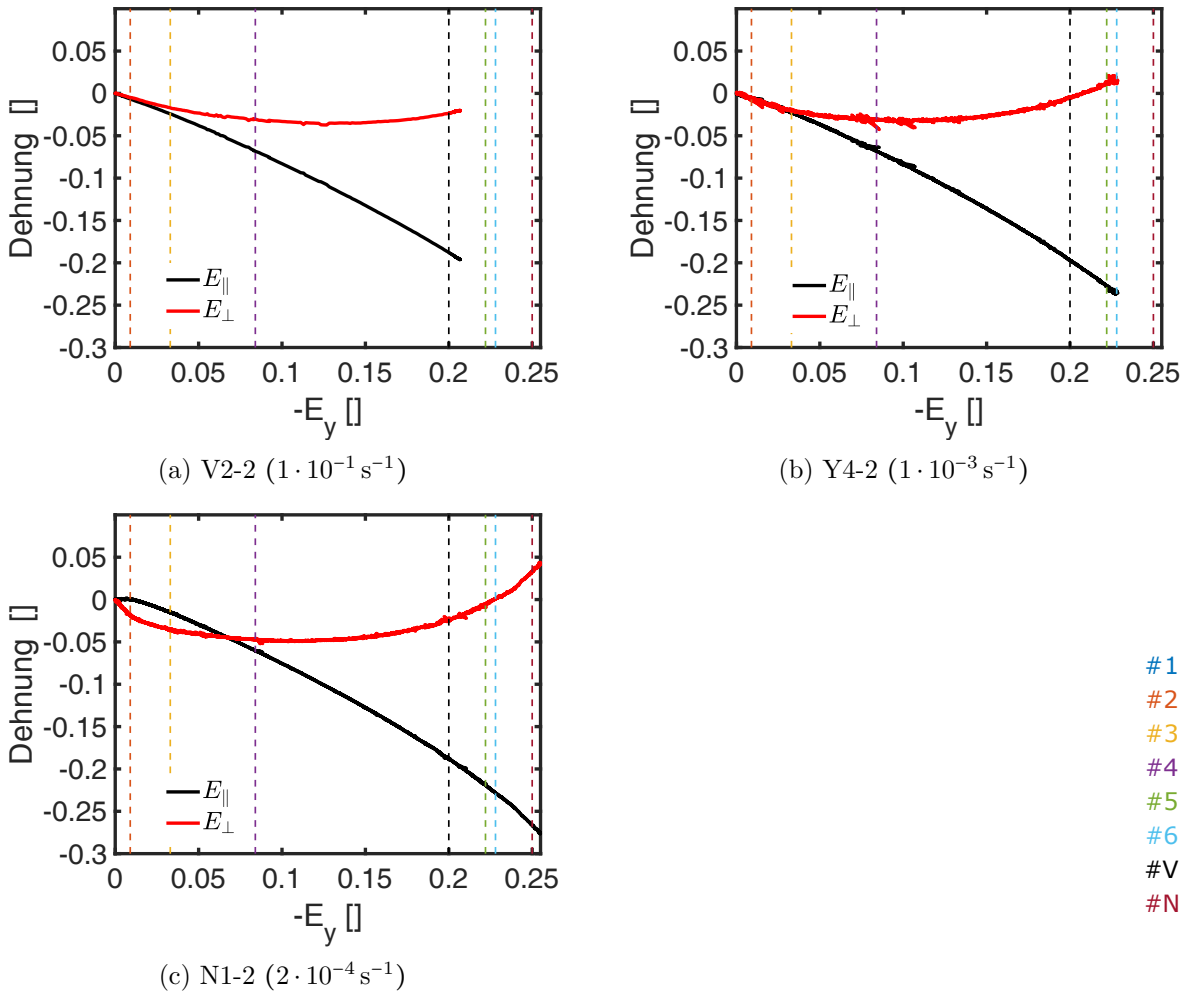 0.05
0
-0.05
-0.1
-0.15
-0.2
-0.25
-0.3
Dehnung []
E∥
E⊥
0 0.05 0.1 0.15 0.2 0.25
-E_y []
(a) V2-2 (1 · 10⁻¹ s⁻¹)
0.05
0
-0.05
-0.1
-0.15
-0.2
-0.25
-0.3
Dehnung []
E∥
E⊥
0 0.05 0.1 0.15 0.2 0.25
-E_y []
(b) Y4-2 (1 · 10⁻³ s⁻¹)
0.05
0
-0.05
-0.1
-0.15
-0.2
-0.25
-0.3
Dehnung []
E∥
E⊥
0 0.05 0.1 0.15 0.2 0.25
-E_y []
(c) N1-2 (2 · 10⁻⁴ s⁻¹)
#1
#2
#3
#4
#5
#6
#V
#N